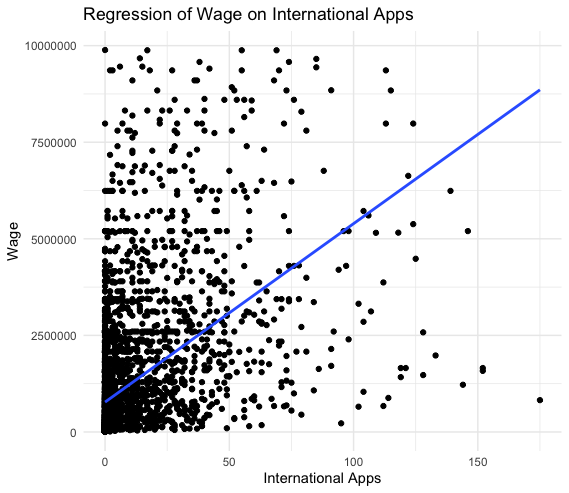 Regression of Wage on International Apps
10000000
7500000
Wage
5000000
2500000
0
0 50 100 150
International Apps